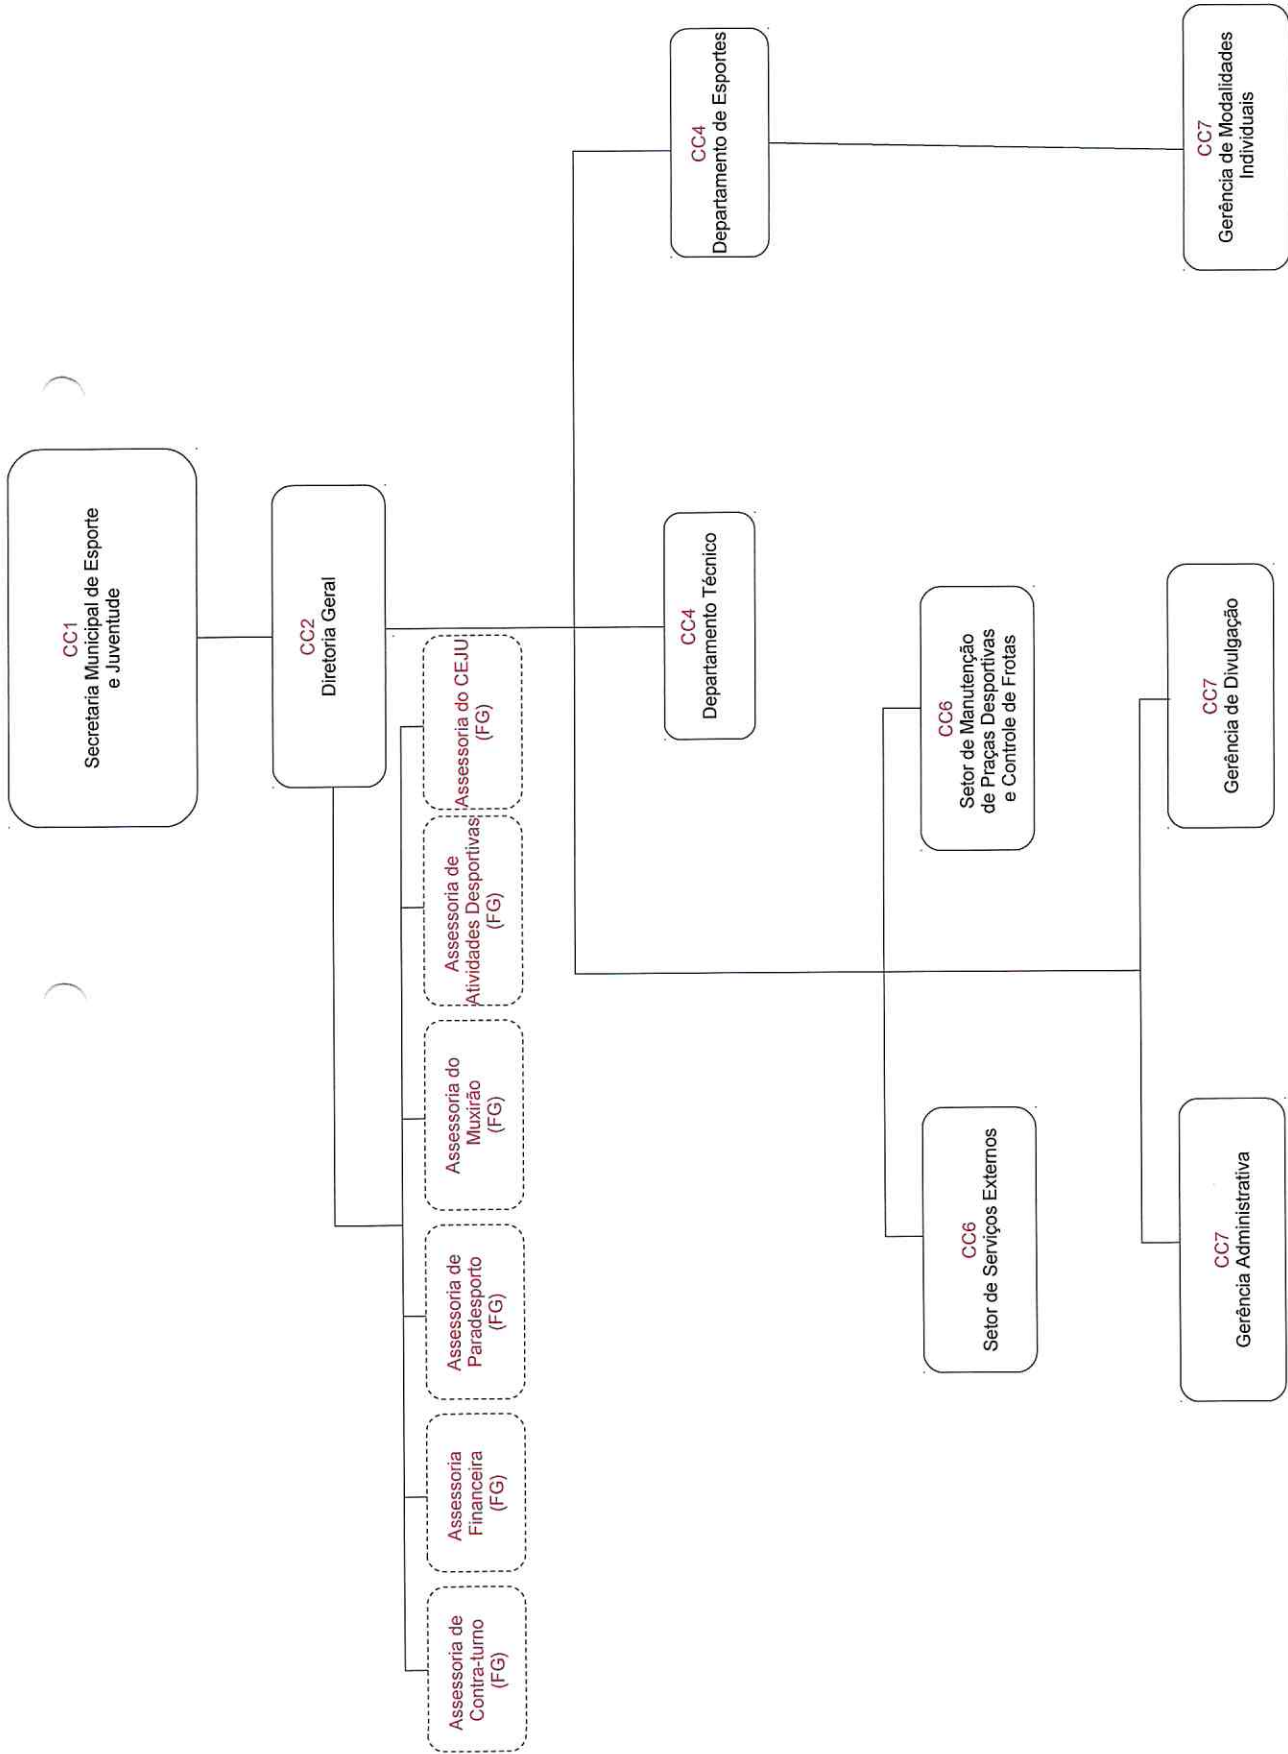 CC1
Secretaria Municipal de Esporte
e Juventude
CC2
Diretoria Geral
Assessoria de
Contra-turno
(FG)
Assessoria
Financeira
(FG)
Assessoria de
Paradesporto
(FG)
Assessoria do
Muxirão
(FG)
Assessoria de
Atividades Desportivas
(FG)
Assessoria do CEJU
(FG)
CC4
Departamento Técnico
CC4
Departamento de Esportes
CC6
Setor de Serviços Externos
CC6
Setor de Manutenção
de Praças Desportivas
e Controle de Frotas
CC7
Gerência Administrativa
CC7
Gerência de Divulgação
CC7
Gerência de Modalidades
Individuais